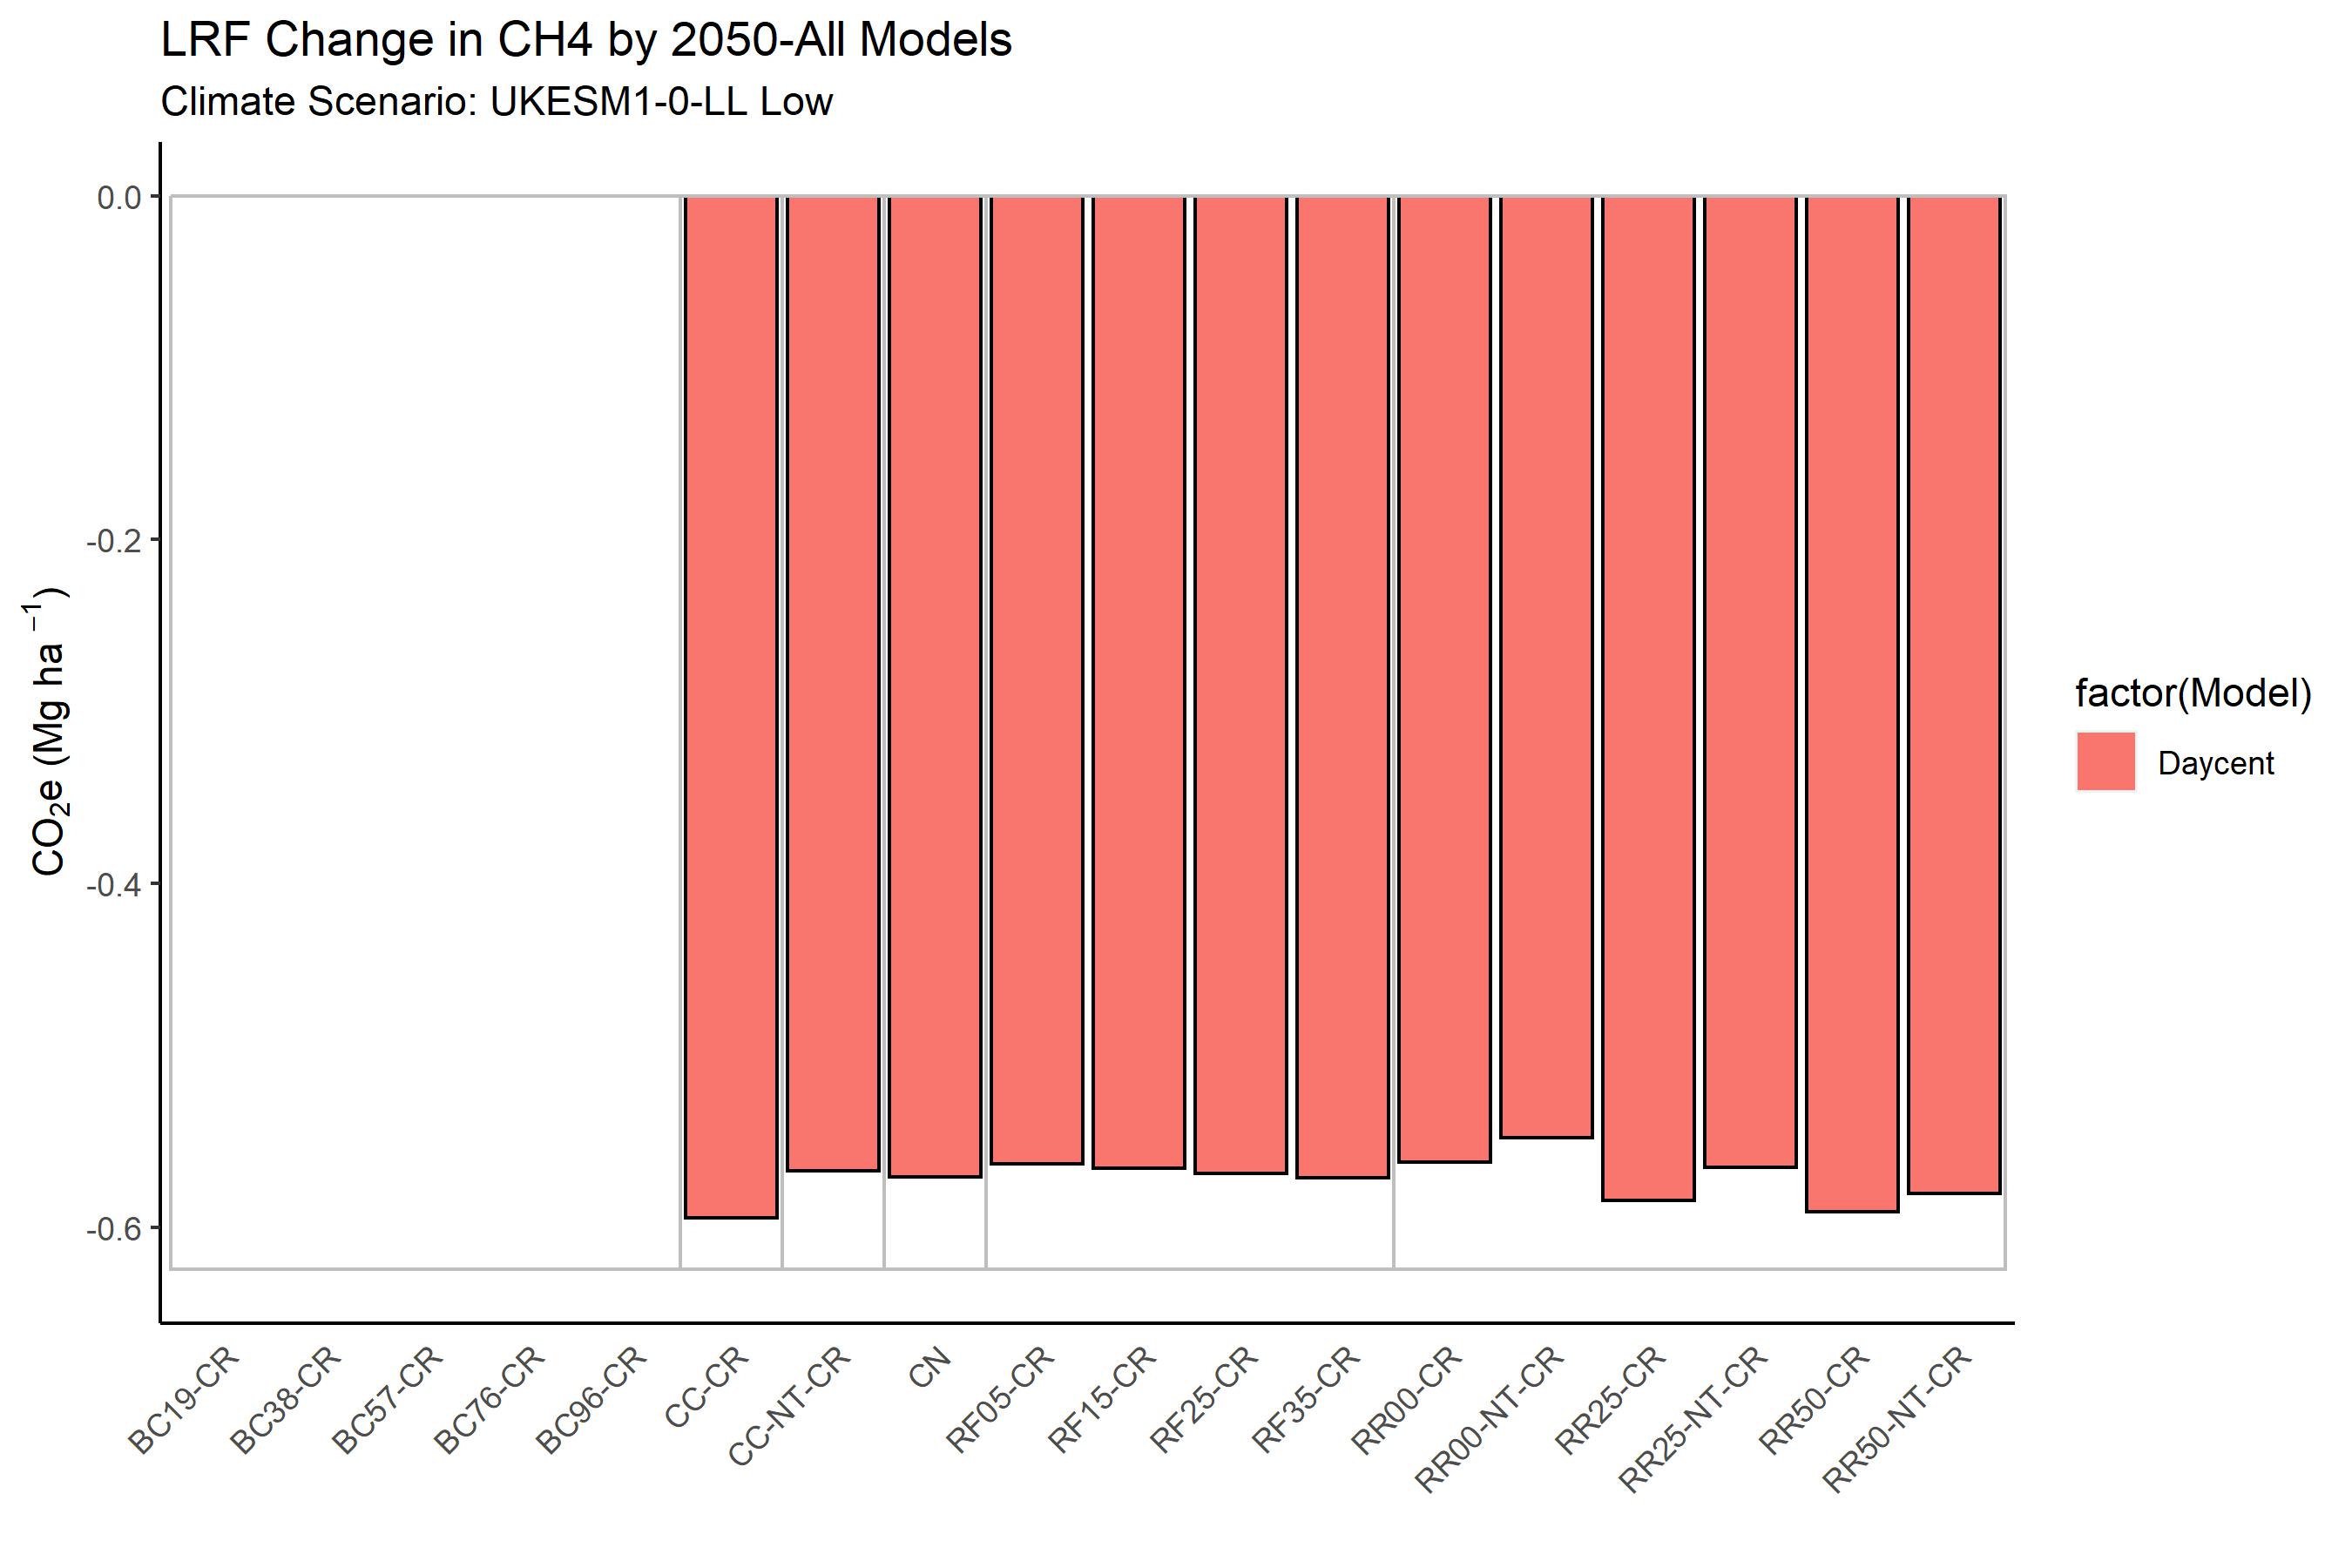 LRF Change in CH4 by 2050-All Models
Climate Scenario: UKESM1-0-LL Low
CO₂e (Mg ha ⁻¹)
0.0
-0.2
-0.4
-0.6
BC19-CR
BC38-CR
BC57-CR
BC76-CR
BC96-CR
CC-CR
CC-NT-CR
CN
RF05-CR
RF15-CR
RF25-CR
RF35-CR
RR00-CR
RR00-NT-CR
RR25-CR
RR25-NT-CR
RR50-CR
RR50-NT-CR
factor(Model)
Daycent